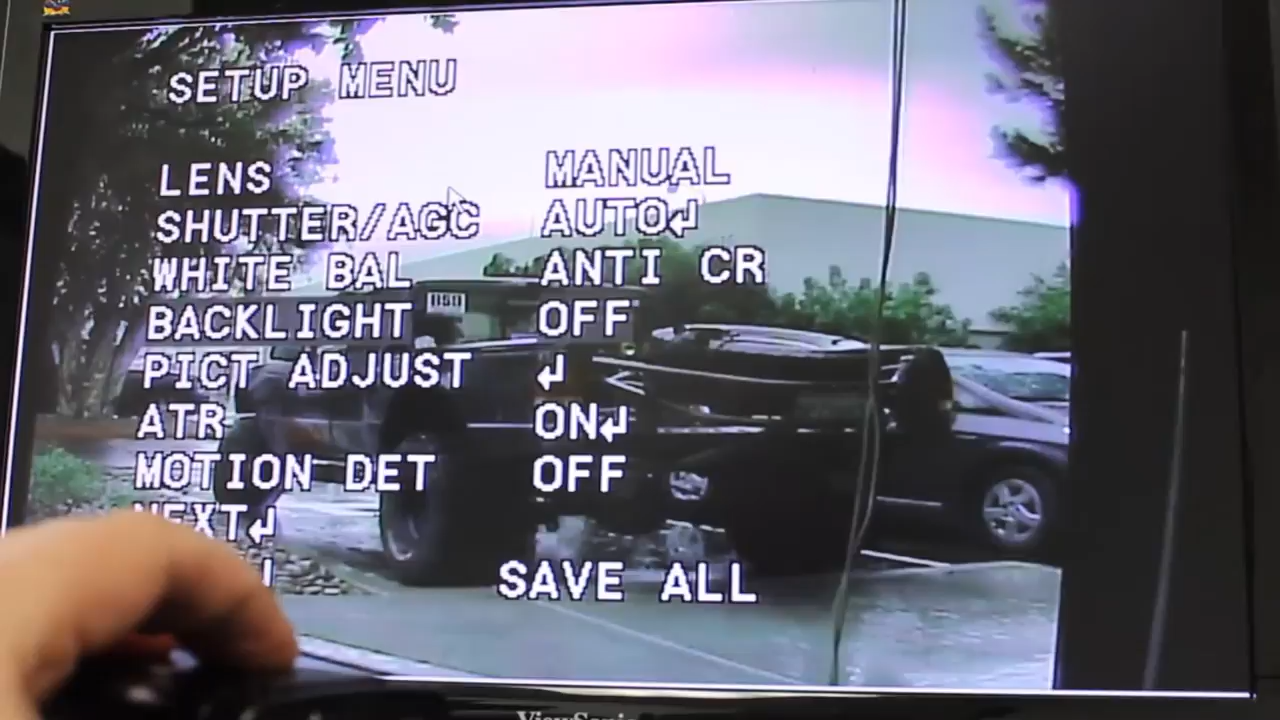 SETUP MENU
LENS MANUAL
SHUTTER/AGC AUTO↲
WHITE BAL ANTI CR
BACKLIGHT OFF
PICT ADJUST ↲
ATR ON↲
MOTION DET OFF
NEXT↲
SAVE ALL
ViewSonic